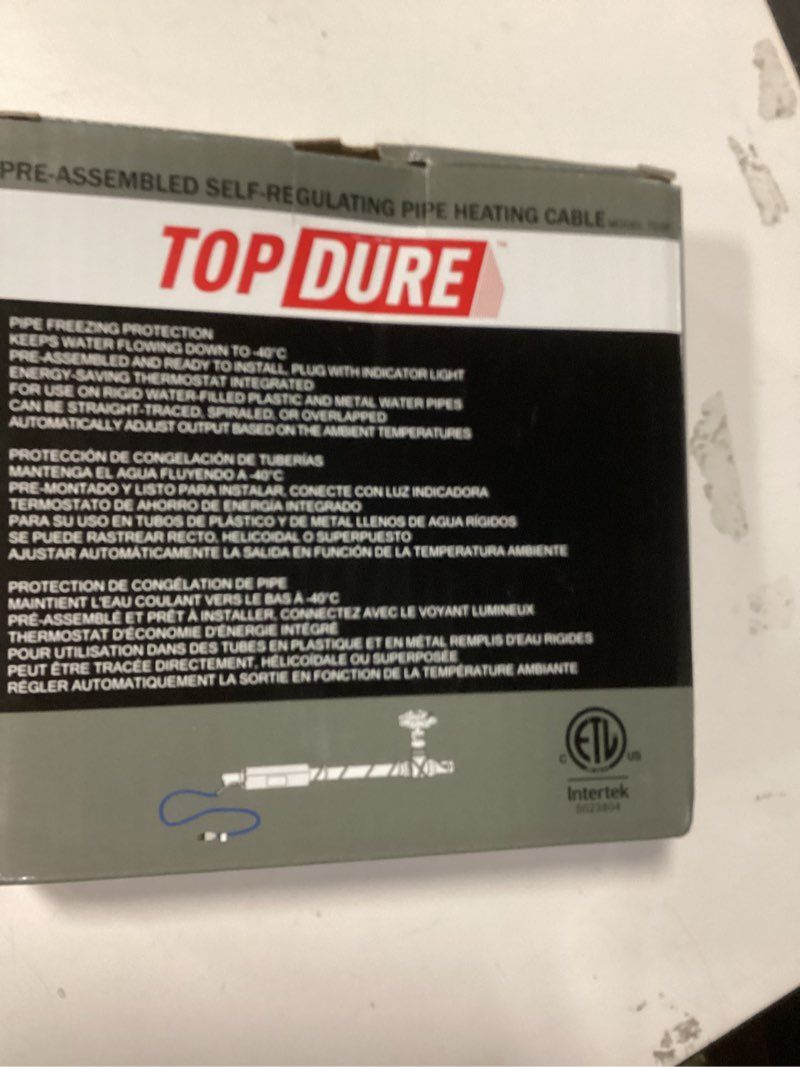 PRE-ASSEMBLED SELF-REGULATING PIPE HEATING CABLE MODEL
TOP DÜRE™
PIPE FREEZING PROTECTION
KEEPS WATER FLOWING DOWN TO -40°C
PRE-ASSEMBLED AND READY TO INSTALL, PLUG WITH INDICATOR LIGHT
ENERGY-SAVING THERMOSTAT INTEGRATED
FOR USE ON RIGID WATER-FILLED PLASTIC AND METAL WATER PIPES
CAN BE STRAIGHT-TRACED, SPIRALED, OR OVERLAPPED
AUTOMATICALLY ADJUST OUTPUT BASED ON THE AMBIENT TEMPERATURES
PROTECCIÓN DE CONGELACIÓN DE TUBERÍAS
MANTENGA EL AGUA FLUYENDO A -40°C
PRE-MONTADO Y LISTO PARA INSTALAR, CONECTE CON LUZ INDICADORA
TERMOSTATO DE AHORRO DE ENERGÍA INTEGRADO
PARA SU USO EN TUBOS DE PLÁSTICO Y DE METAL LLENOS DE AGUA RÍGIDOS
SE PUEDE RASTREAR RECTO, HELICOIDAL O SUPERPUESTO
AJUSTAR AUTOMÁTICAMENTE LA SALIDA EN FUNCIÓN DE LA TEMPERATURA AMBIENTE
PROTECTION DE CONGÉLATION DE PIPE
MAINTIENT L'EAU COULANT VERS LE BAS À -40°C
PRÉ-ASSEMBLÉ ET PRÊT À INSTALLER, CONNECTEZ AVEC LE VOYANT LUMINEUX
THERMOSTAT D'ÉCONOMIE D'ÉNERGIE INTÉGRÉ
POUR UTILISATION DANS DES TUBES EN PLASTIQUE ET EN MÉTAL REMPLIS D'EAU RIGIDES
PEUT ÊTRE TRACÉE DIRECTEMENT, HÉLICOÏDALE OU SUPERPOSÉE
RÉGLER AUTOMATIQUEMENT LA SORTIE EN FONCTION DE LA TEMPÉRATURE AMBIANTE
C ETL US
Intertek
5023804